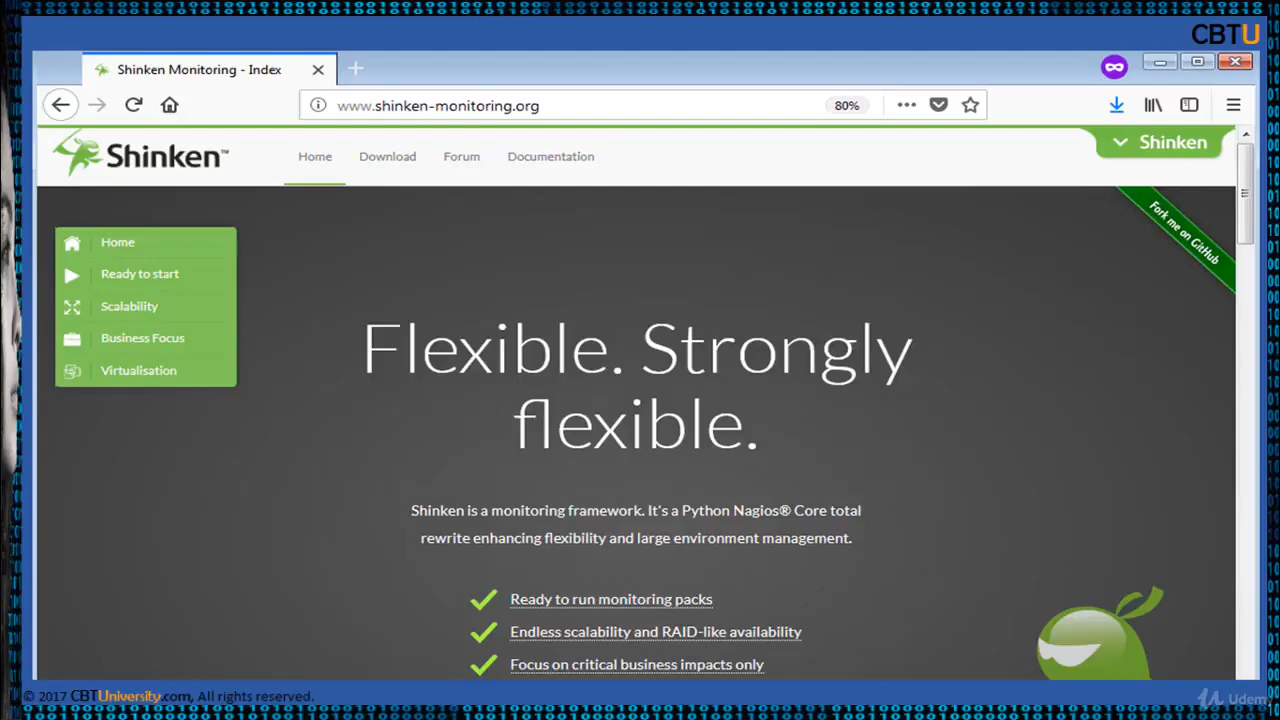 CBTU
Shinken Monitoring - Index
www.shinken-monitoring.org
80%
Shinken™
Home
Download
Forum
Documentation
Shinken
Fork me on GitHub
Home
Ready to start
Scalability
Business Focus
Virtualisation
Flexible. Strongly
flexible.
Shinken is a monitoring framework. It's a Python Nagios® Core total
rewrite enhancing flexibility and large environment management.
Ready to run monitoring packs
Endless scalability and RAID-like availability
Focus on critical business impacts only
© 2017 CBTUniversity.com, All rights reserved.
Udemy